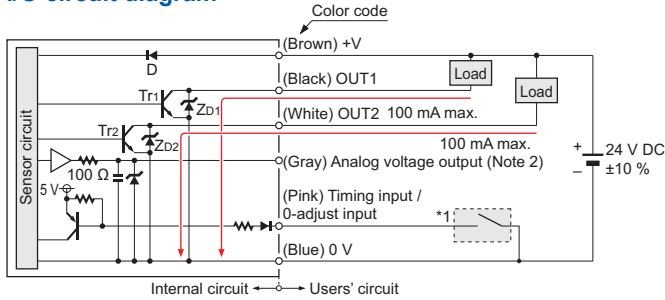 Color code
(Brown) +V
D
(Black) OUT1
Load
Load
Tr1
ZD1
(White) OUT2 100 mA max.
Tr2
ZD2
100 mA max.
Sensor circuit
(Gray) Analog voltage output (Note 2)
100 Ω
+
–
24 V DC
±10 %
5 V
(Pink) Timing input /
0-adjust input
*1
(Blue) 0 V
Internal circuit
Users' circuit